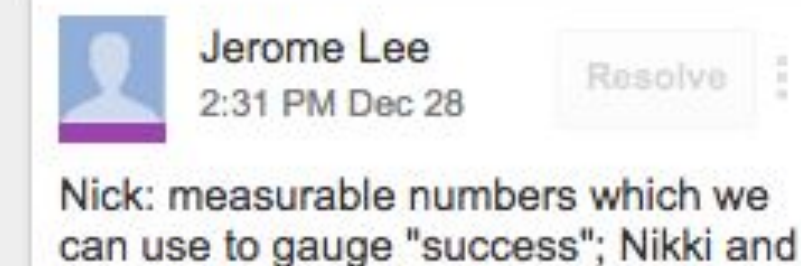 Jerome Lee
Resolve
2:31 PM Dec 28
Nick: measurable numbers which we
can use to gauge "success"; Nikki and